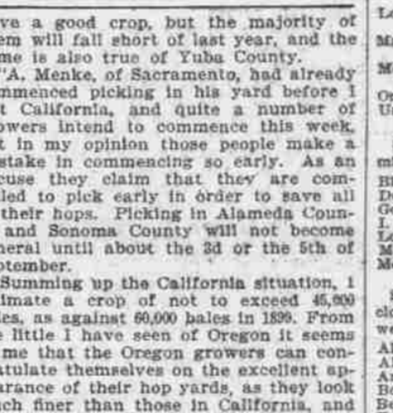 ve a good crop, but the majority of
em will fall short of last year, and the
me is also true of Yuba County.
"A. Menke, of Sacramento, had already
mmenced picking in his yard before I
t California, and quite a number of
owers intend to commence this week,
t in my opinion those people make a
stake in commencing so early. As an
cuse they claim that they are com-
led to pick early in order to save all
their hops. Picking in Alameda Coun-
and Sonoma County will not become
neral until about the 3d or the 5th of
ptember.
Summing up the California situation, I
timate a crop of not to exceed 45,000
les, as against 60,000 bales in 1899. From
e little I have seen of Oregon it seems
me that the Oregon growers can con-
atulate themselves on the excellent ap-
arance of their hop yards, as they look
ch finer than those in California, and